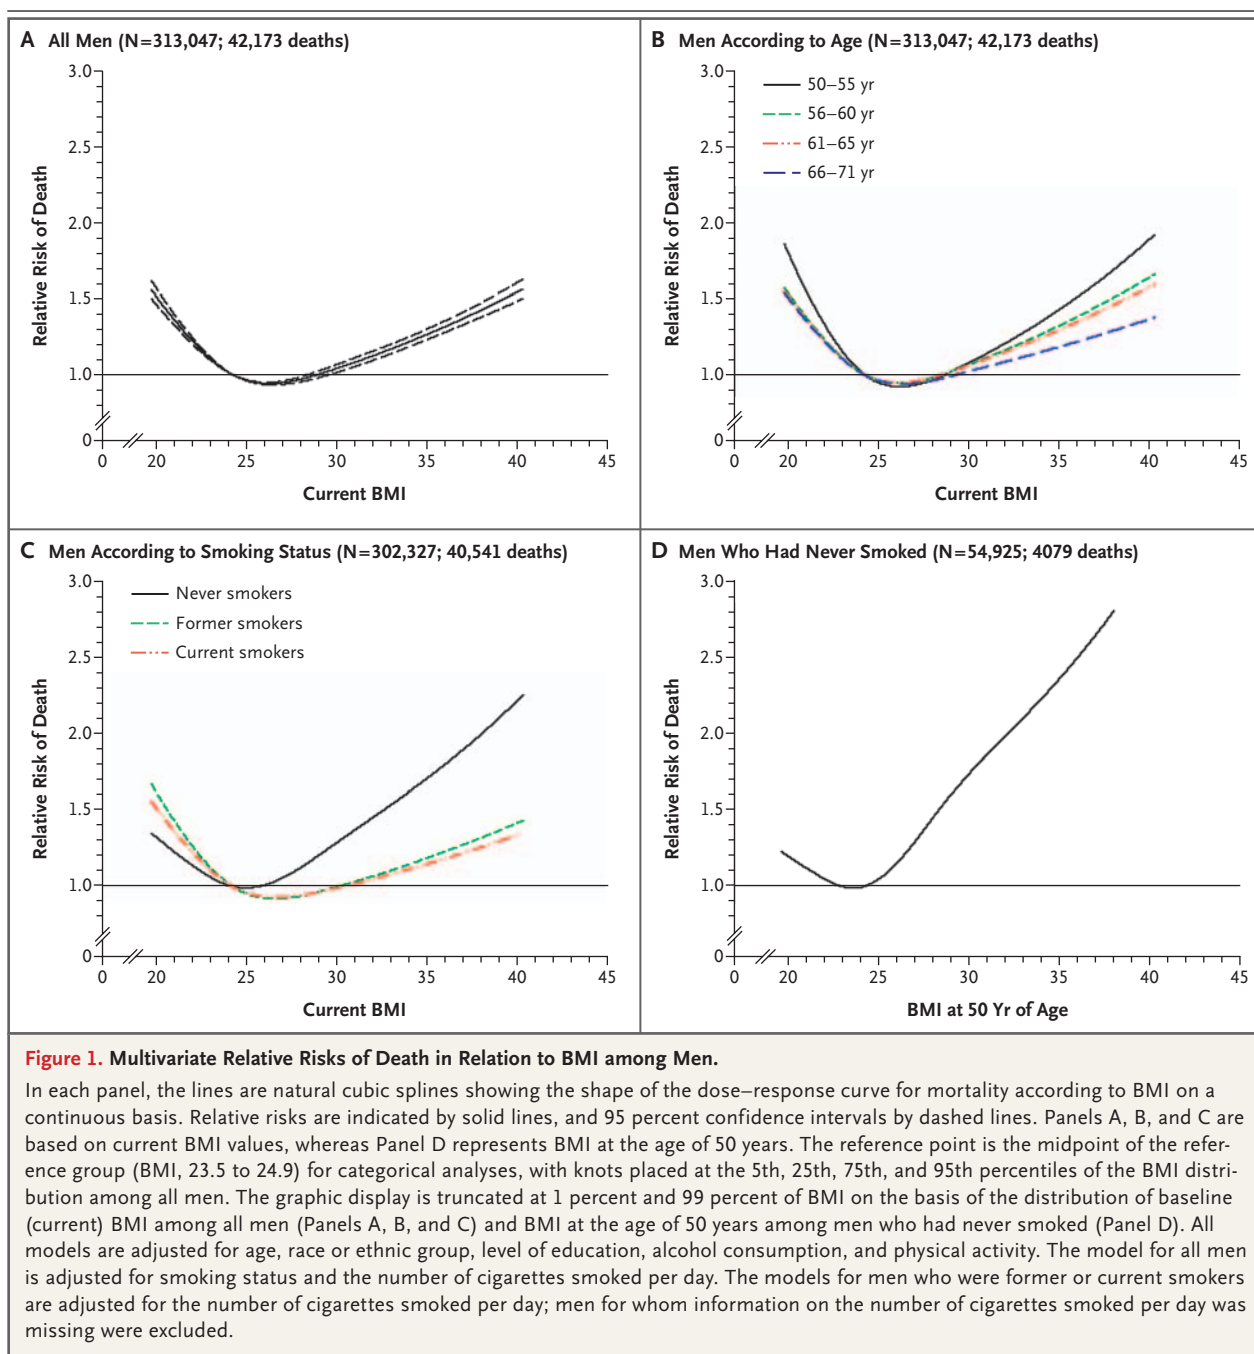 A All Men (N=313,047; 42,173 deaths)
3.0
2.5
2.0
1.5
1.0
0
Relative Risk of Death
0 20 25 30 35 40 45
Current BMI
B Men According to Age (N=313,047; 42,173 deaths)
50–55 yr
56–60 yr
61–65 yr
66–71 yr
3.0
2.5
2.0
1.5
1.0
0
Relative Risk of Death
0 20 25 30 35 40 45
Current BMI
C Men According to Smoking Status (N=302,327; 40,541 deaths)
Never smokers
Former smokers
Current smokers
3.0
2.5
2.0
1.5
1.0
0
Relative Risk of Death
0 20 25 30 35 40 45
Current BMI
D Men Who Had Never Smoked (N=54,925; 4079 deaths)
3.0
2.5
2.0
1.5
1.0
0
Relative Risk of Death
0 20 25 30 35 40 45
BMI at 50 Yr of Age
Figure 1. Multivariate Relative Risks of Death in Relation to BMI among Men.
In each panel, the lines are natural cubic splines showing the shape of the dose–response curve for mortality according to BMI on a
continuous basis. Relative risks are indicated by solid lines, and 95 percent confidence intervals by dashed lines. Panels A, B, and C are
based on current BMI values, whereas Panel D represents BMI at the age of 50 years. The reference point is the midpoint of the refer-
ence group (BMI, 23.5 to 24.9) for categorical analyses, with knots placed at the 5th, 25th, 75th, and 95th percentiles of the BMI distri-
bution among all men. The graphic display is truncated at 1 percent and 99 percent of BMI on the basis of the distribution of baseline
(current) BMI among all men (Panels A, B, and C) and BMI at the age of 50 years among men who had never smoked (Panel D). All
models are adjusted for age, race or ethnic group, level of education, alcohol consumption, and physical activity. The model for all men
is adjusted for smoking status and the number of cigarettes smoked per day. The models for men who were former or current smokers
are adjusted for the number of cigarettes smoked per day; men for whom information on the number of cigarettes smoked per day was
missing were excluded.